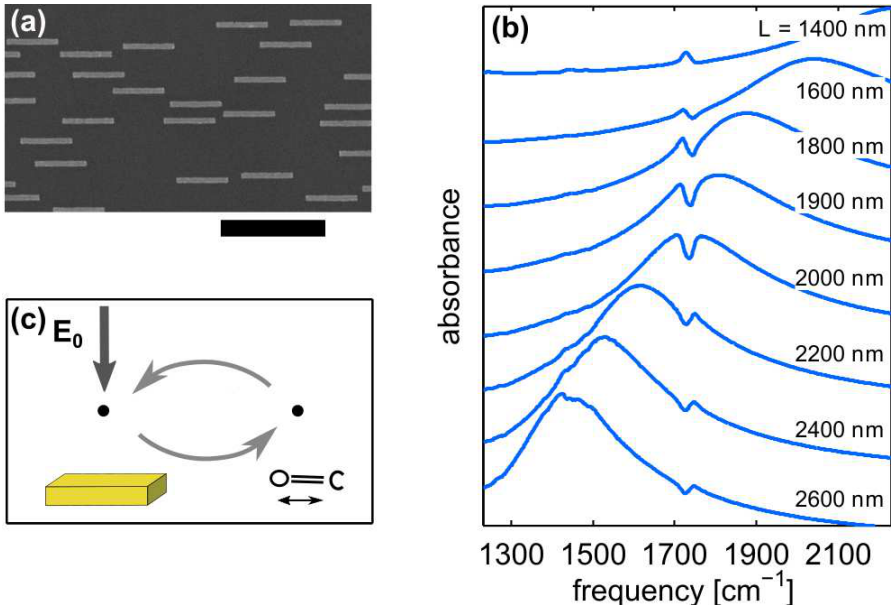 (a)
(b)
L = 1400 nm
1600 nm
1800 nm
1900 nm
2000 nm
2200 nm
2400 nm
2600 nm
absorbance
1300 1500 1700 1900 2100
frequency [cm⁻¹]
(c)
E₀
O=C